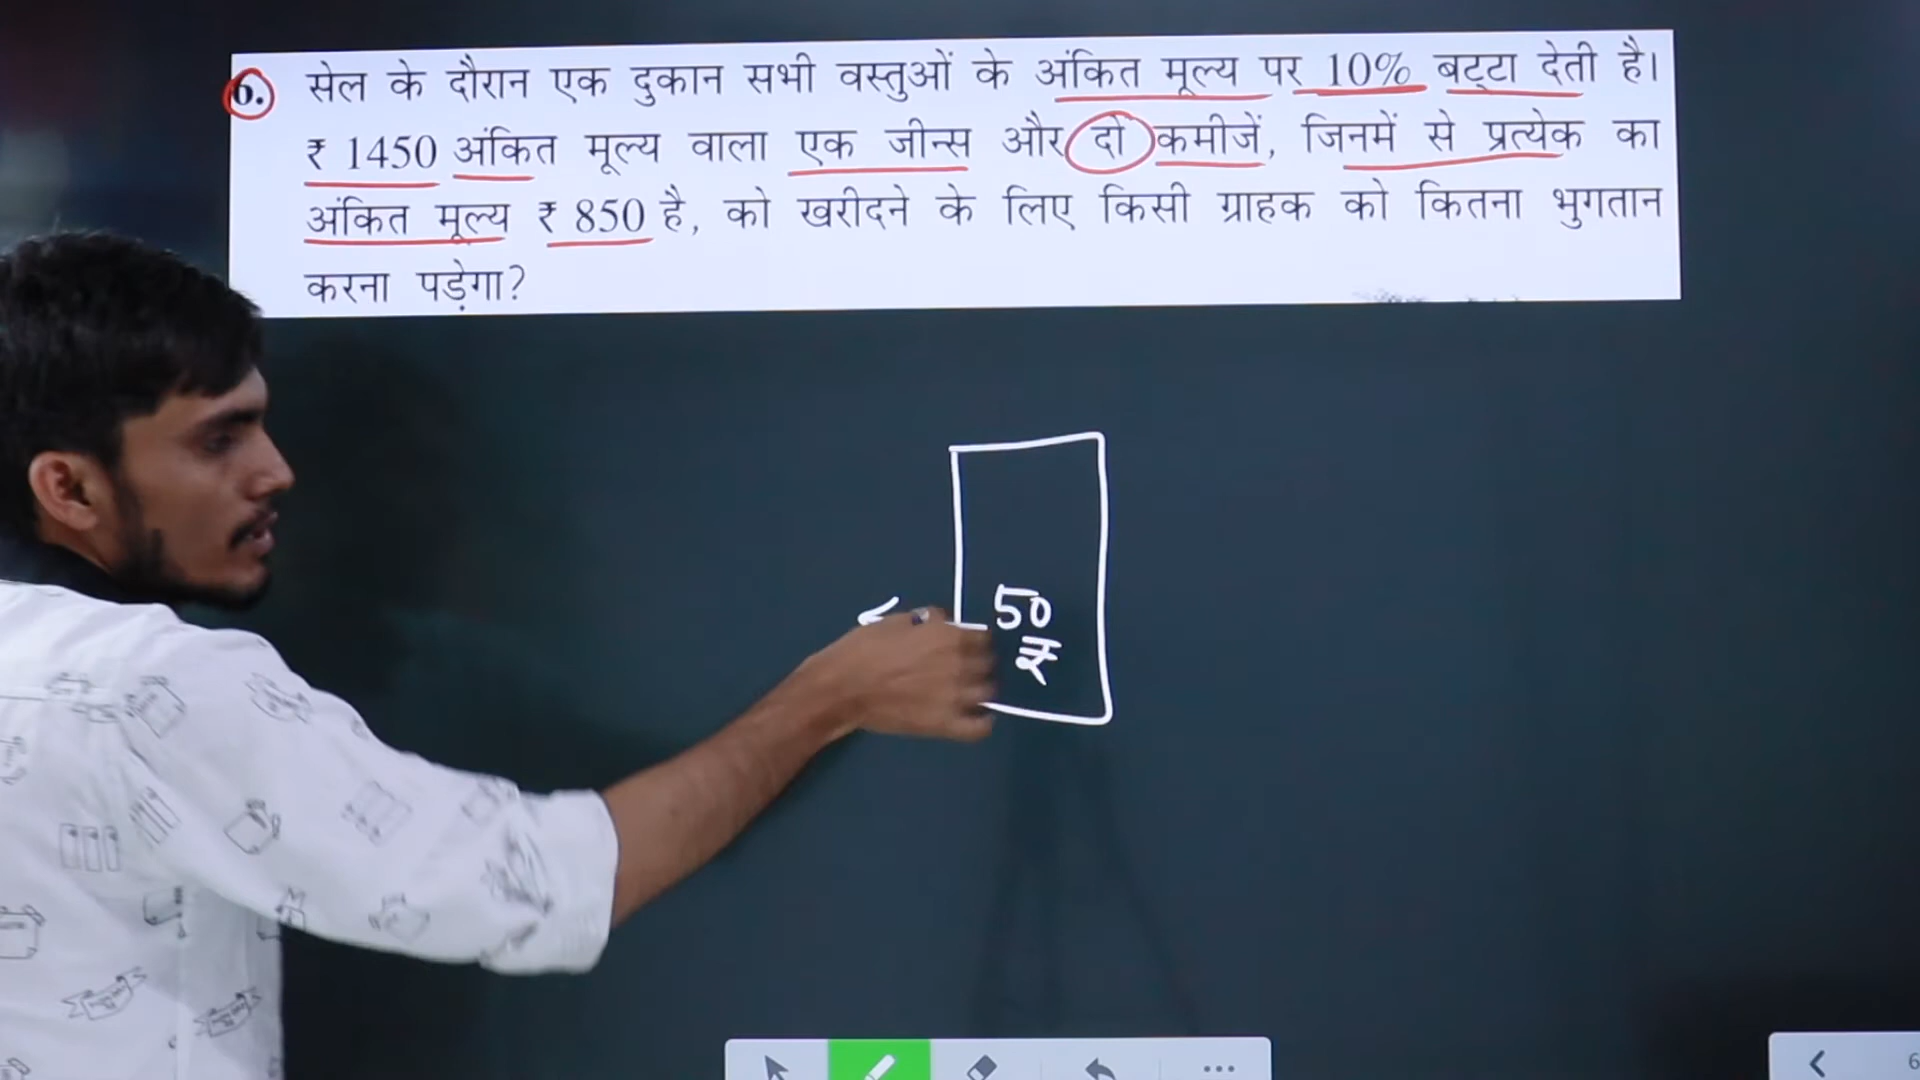 6. सेल के दौरान एक दुकान सभी वस्तुओं के अंकित मूल्य पर 10% बट्टा देती है।
₹ 1450 अंकित मूल्य वाला एक जीन्स और दो कमीजें, जिनमें से प्रत्येक का
अंकित मूल्य ₹ 850 है, को खरीदने के लिए किसी ग्राहक को कितना भुगतान
करना पड़ेगा?
50
₹
6